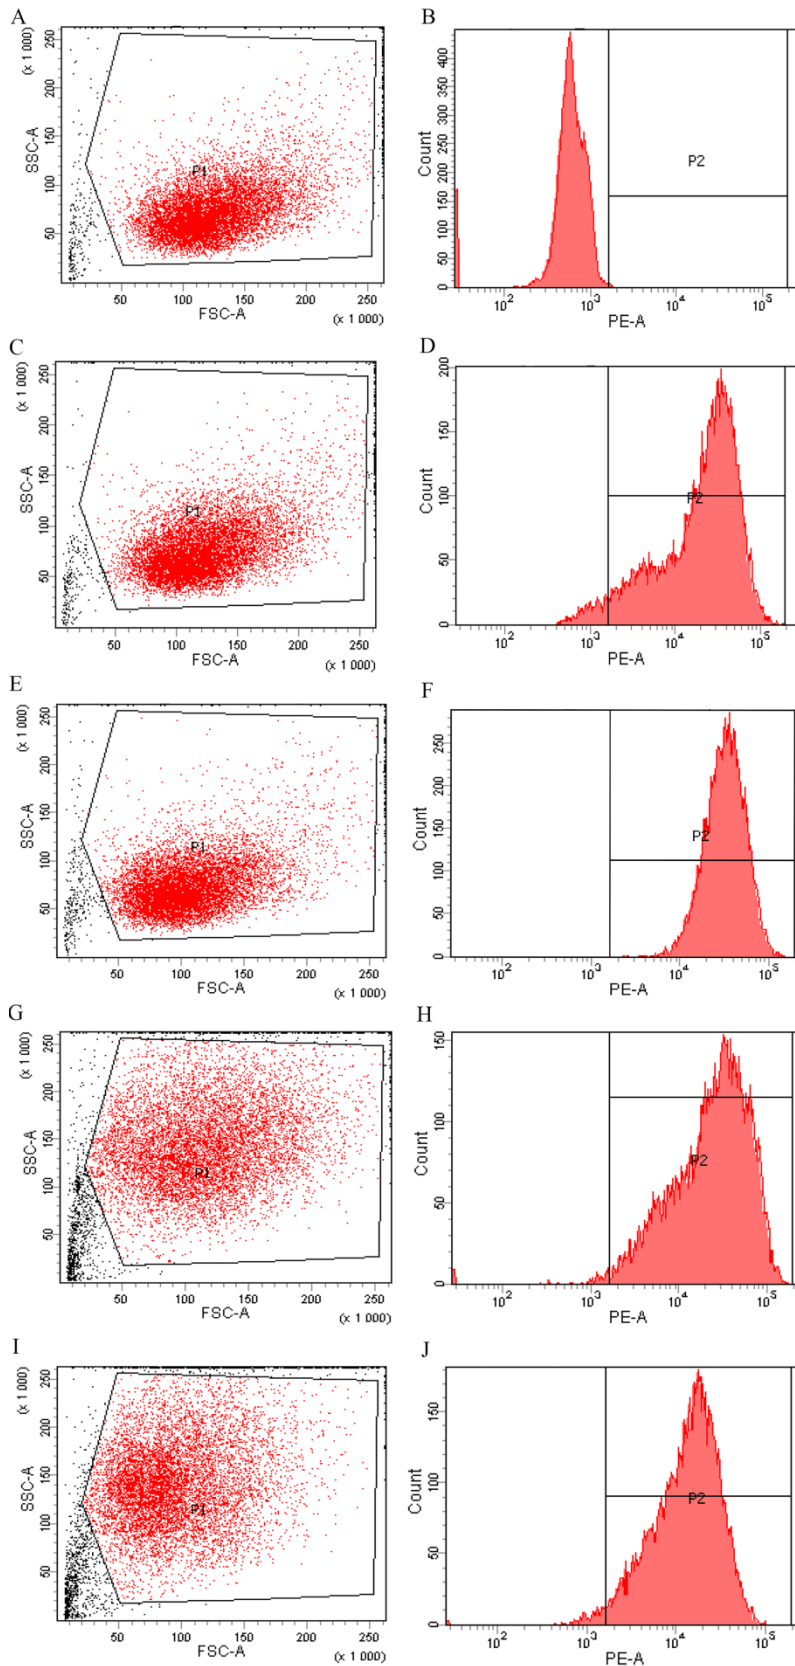 A
(x 1 000)
250
200
150
100
50
SSC-A
P1
50 100 150 200 250
FSC-A
(x 1 000)
B
Count
0 50 100 150 200 250 300 350 400 450
P2
10² 10³ 10⁴ 10⁵
PE-A
C
(x 1 000)
250
200
150
100
50
SSC-A
P1
50 100 150 200 250
FSC-A
(x 1 000)
D
Count
0 50 100 150 200
P2
10² 10³ 10⁴ 10⁵
PE-A
E
(x 1 000)
250
200
150
100
50
SSC-A
P1
50 100 150 200 250
FSC-A
(x 1 000)
F
Count
0 50 100 150 200 250
P2
10² 10³ 10⁴ 10⁵
PE-A
G
(x 1 000)
250
200
150
100
50
SSC-A
P1
50 100 150 200 250
FSC-A
(x 1 000)
H
Count
0 50 100 150
P2
10² 10³ 10⁴ 10⁵
PE-A
I
(x 1 000)
250
200
150
100
50
SSC-A
P1
50 100 150 200 250
FSC-A
(x 1 000)
J
Count
0 50 100 150
P2
10² 10³ 10⁴ 10⁵
PE-A